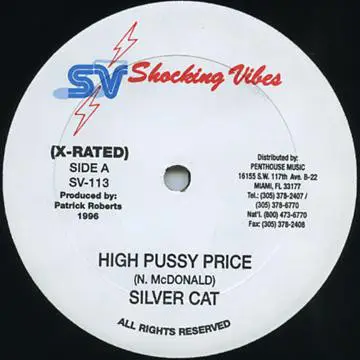 SV Shocking Vibes
(X-RATED)
SIDE A
SV-113
Produced by:
Patrick Roberts
1996
Distributed by:
PENTHOUSE MUSIC
16155 S.W. 117th Ave. B-22
MIAMI, FL 33177
Tel.: (305) 378-2407 /
(305) 378-6770
Nat'l. (800) 473-6770
Fax: (305) 378-2408
HIGH PUSSY PRICE
(N. McDONALD)
SILVER CAT
ALL RIGHTS RESERVED